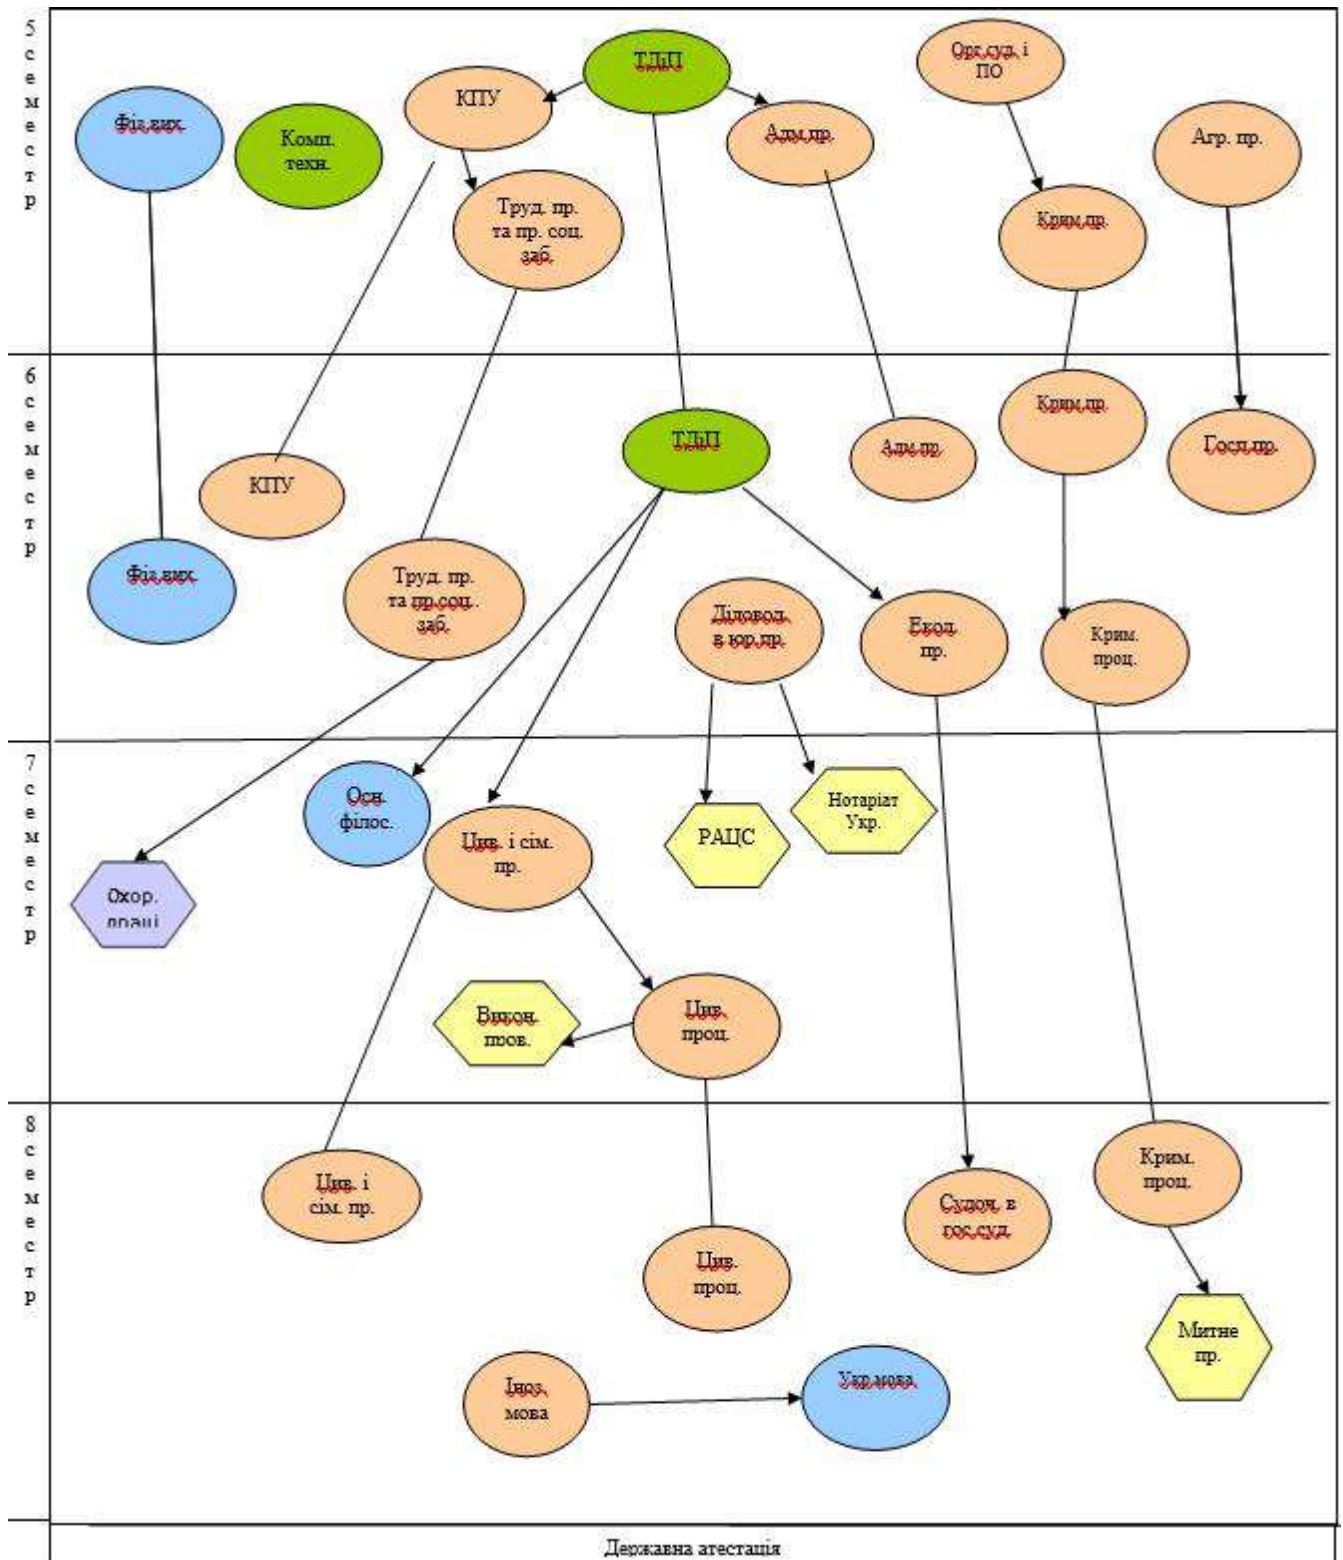 5
с
е
м
е
с
т
р
ТДіП
Орг.суд. і
ПО
КПУ
Фіз.вих.
Комп.
техн.
Адм.пр.
Агр. пр.
Труд. пр.
та пр. соц.
заб.
Крим.пр.
6
с
е
м
е
с
т
р
Крим.пр.
ТДіП
Адм.пр
Госп.пр.
КПУ
Фіз.вих.
Труд. пр.
та пр.соц..
заб.
Діловод.
в юр.пр.
Екол.
пр.
Крим.
проц.
7
с
е
м
е
с
т
р
Осн.
філос.
Нотаріат
Укр.
РАЦС
Цив. і сім.
пр.
Охор.
праці
Викон.
пров.
Цив.
проц.
8
с
е
м
е
с
т
р
Цив. і
сім. пр.
Крим.
проц.
Судоч. в
гос.суд.
Цив.
проц.
Митне
пр.
Іноз.
мова
Укр.мова
Державна атестація